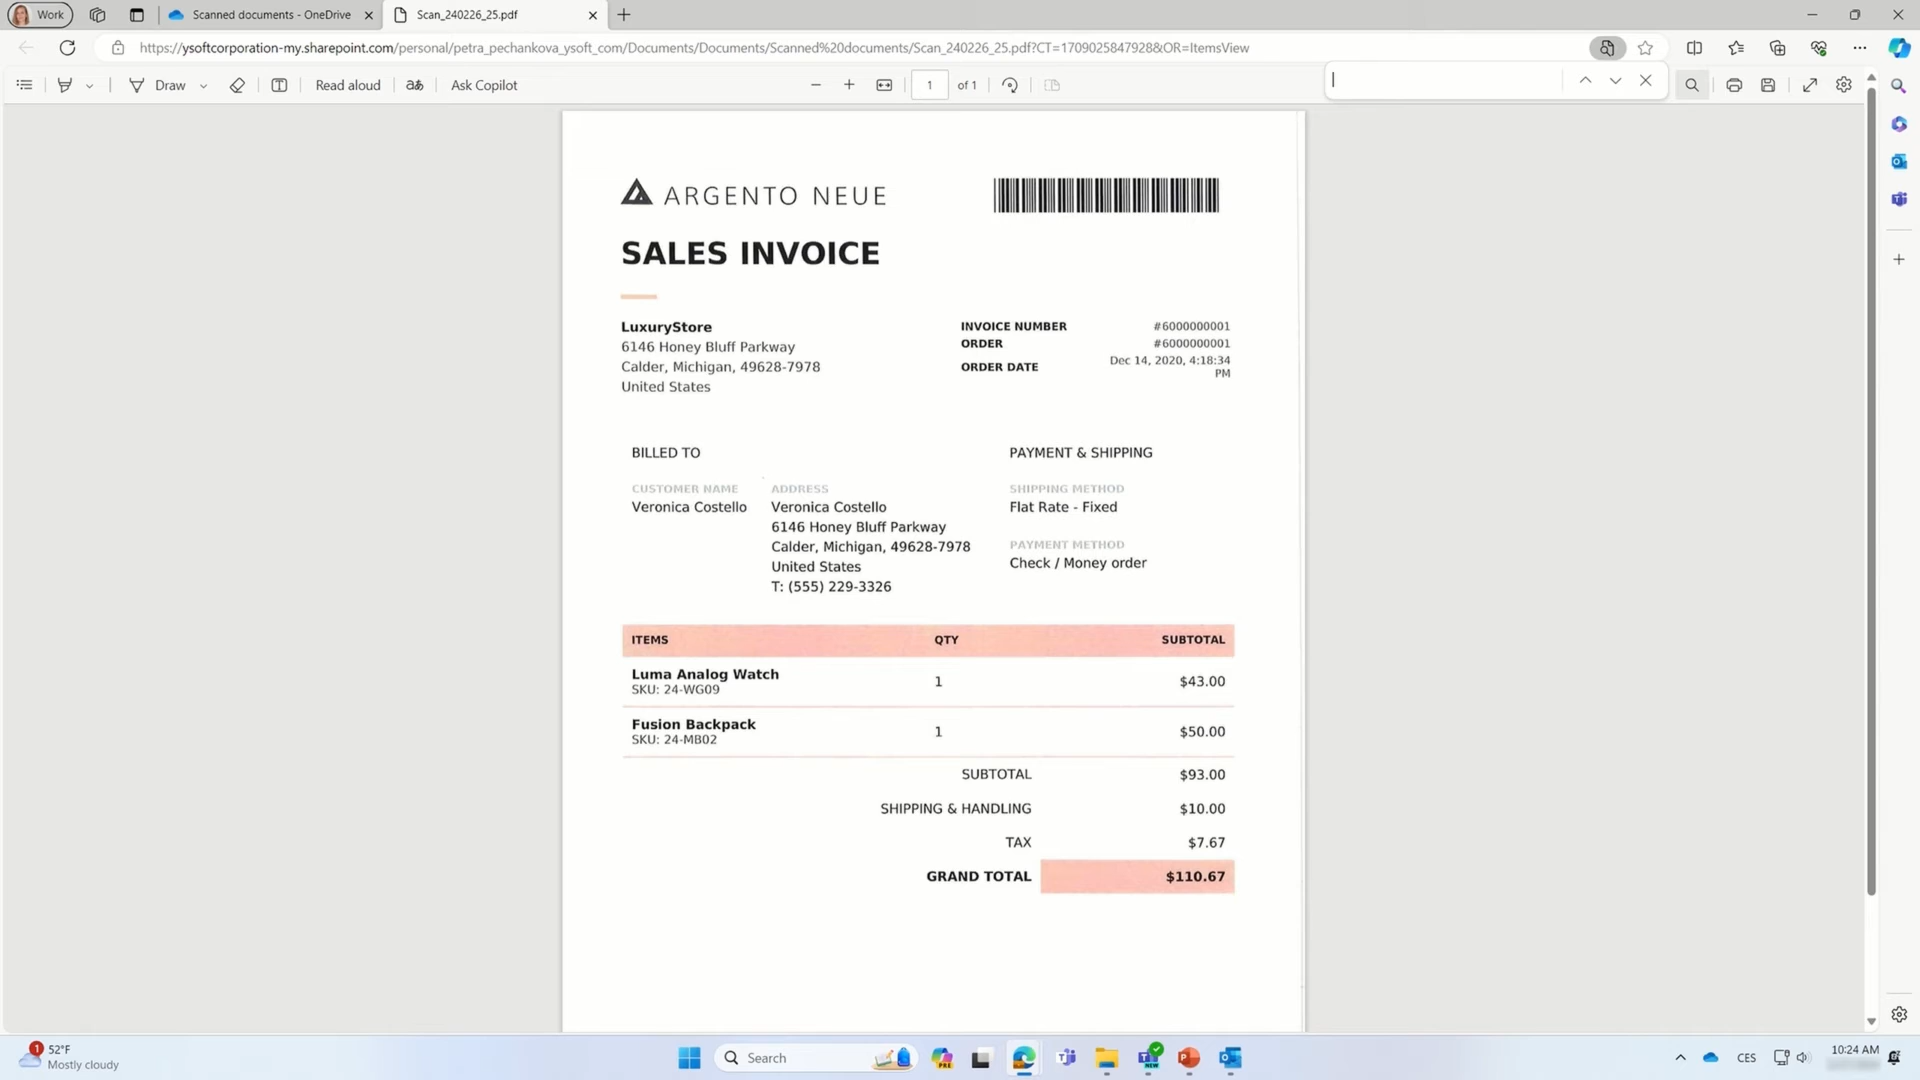 Work
Scanned documents - OneDrive
Scan_240226_25.pdf
https://ysoftcorporation-my.sharepoint.com/personal/petra_pechankova_ysoft_com/Documents/Documents/Scanned%20documents/Scan_240226_25.pdf?CT=1709025847928&OR=ItemsView
Draw
Read aloud
aあ
Ask Copilot
1
of 1
ARGENTO NEUE
SALES INVOICE
LuxuryStore
6146 Honey Bluff Parkway
Calder, Michigan, 49628-7978
United States
INVOICE NUMBER #6000000001
ORDER #6000000001
ORDER DATE Dec 14, 2020, 4:18:34
PM
BILLED TO
CUSTOMER NAME
Veronica Costello
ADDRESS
Veronica Costello
6146 Honey Bluff Parkway
Calder, Michigan, 49628-7978
United States
T: (555) 229-3326
PAYMENT & SHIPPING
SHIPPING METHOD
Flat Rate - Fixed
PAYMENT METHOD
Check / Money order
ITEMS QTY SUBTOTAL
Luma Analog Watch 1 $43.00
SKU: 24-WG09
Fusion Backpack 1 $50.00
SKU: 24-MB02
SUBTOTAL $93.00
SHIPPING & HANDLING $10.00
TAX $7.67
GRAND TOTAL $110.67
1
52°F
Mostly cloudy
Search
PRE
NEW
CES
10:24 AM